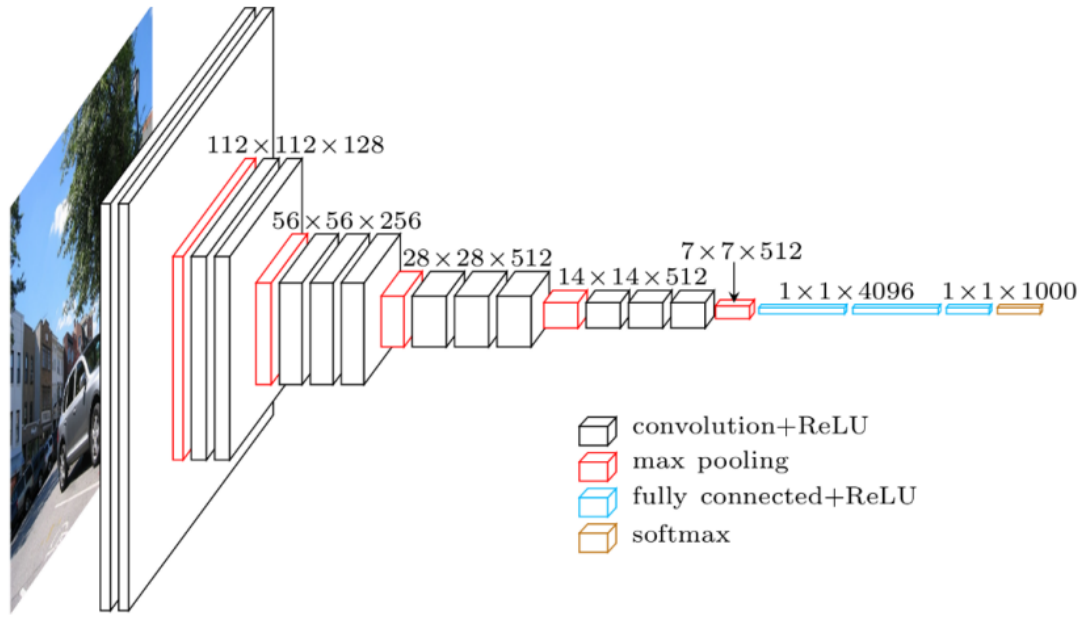 112×112×128
56×56×256
28×28×512
14×14×512
7×7×512
1×1×4096
1×1×1000
convolution+ReLU
max pooling
fully connected+ReLU
softmax